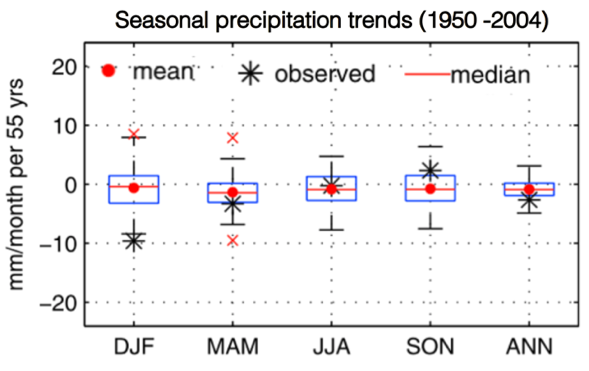 Seasonal precipitation trends (1950 -2004)
mm/month per 55 yrs
mean observed median
20
10
0
−10
−20
DJF MAM JJA SON ANN